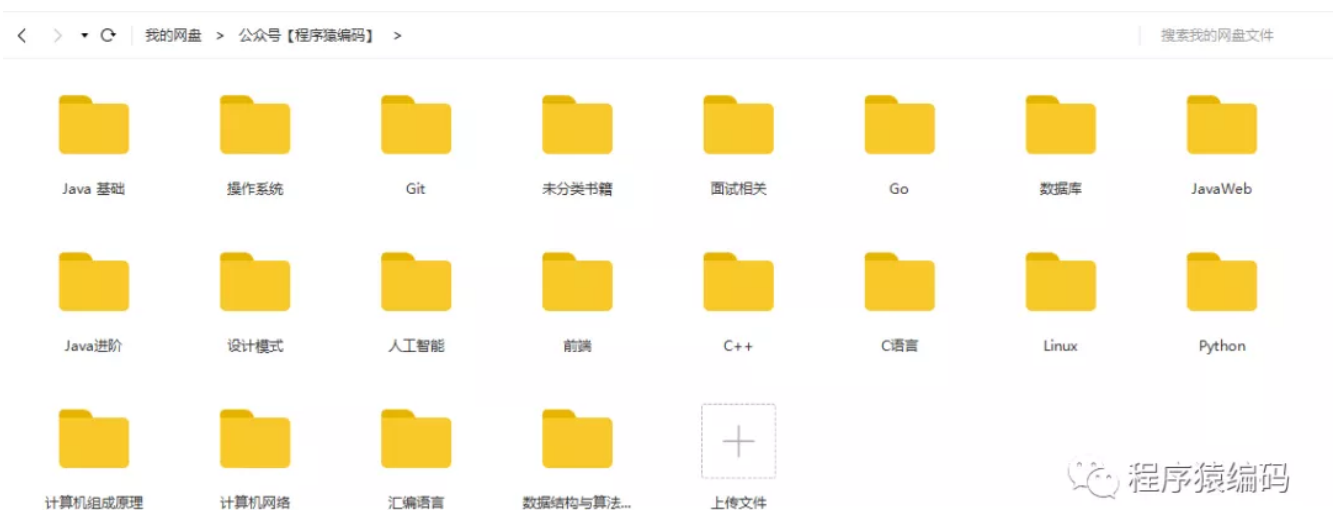 我的网盘 > 公众号【程序猿编码】 >
搜索我的网盘文件
Java 基础
操作系统
Git
未分类书籍
面试相关
Go
数据库
JavaWeb
Java进阶
设计模式
人工智能
前端
C++
C语言
Linux
Python
计算机组成原理
计算机网络
汇编语言
数据结构与算法...
上传文件
程序猿编码